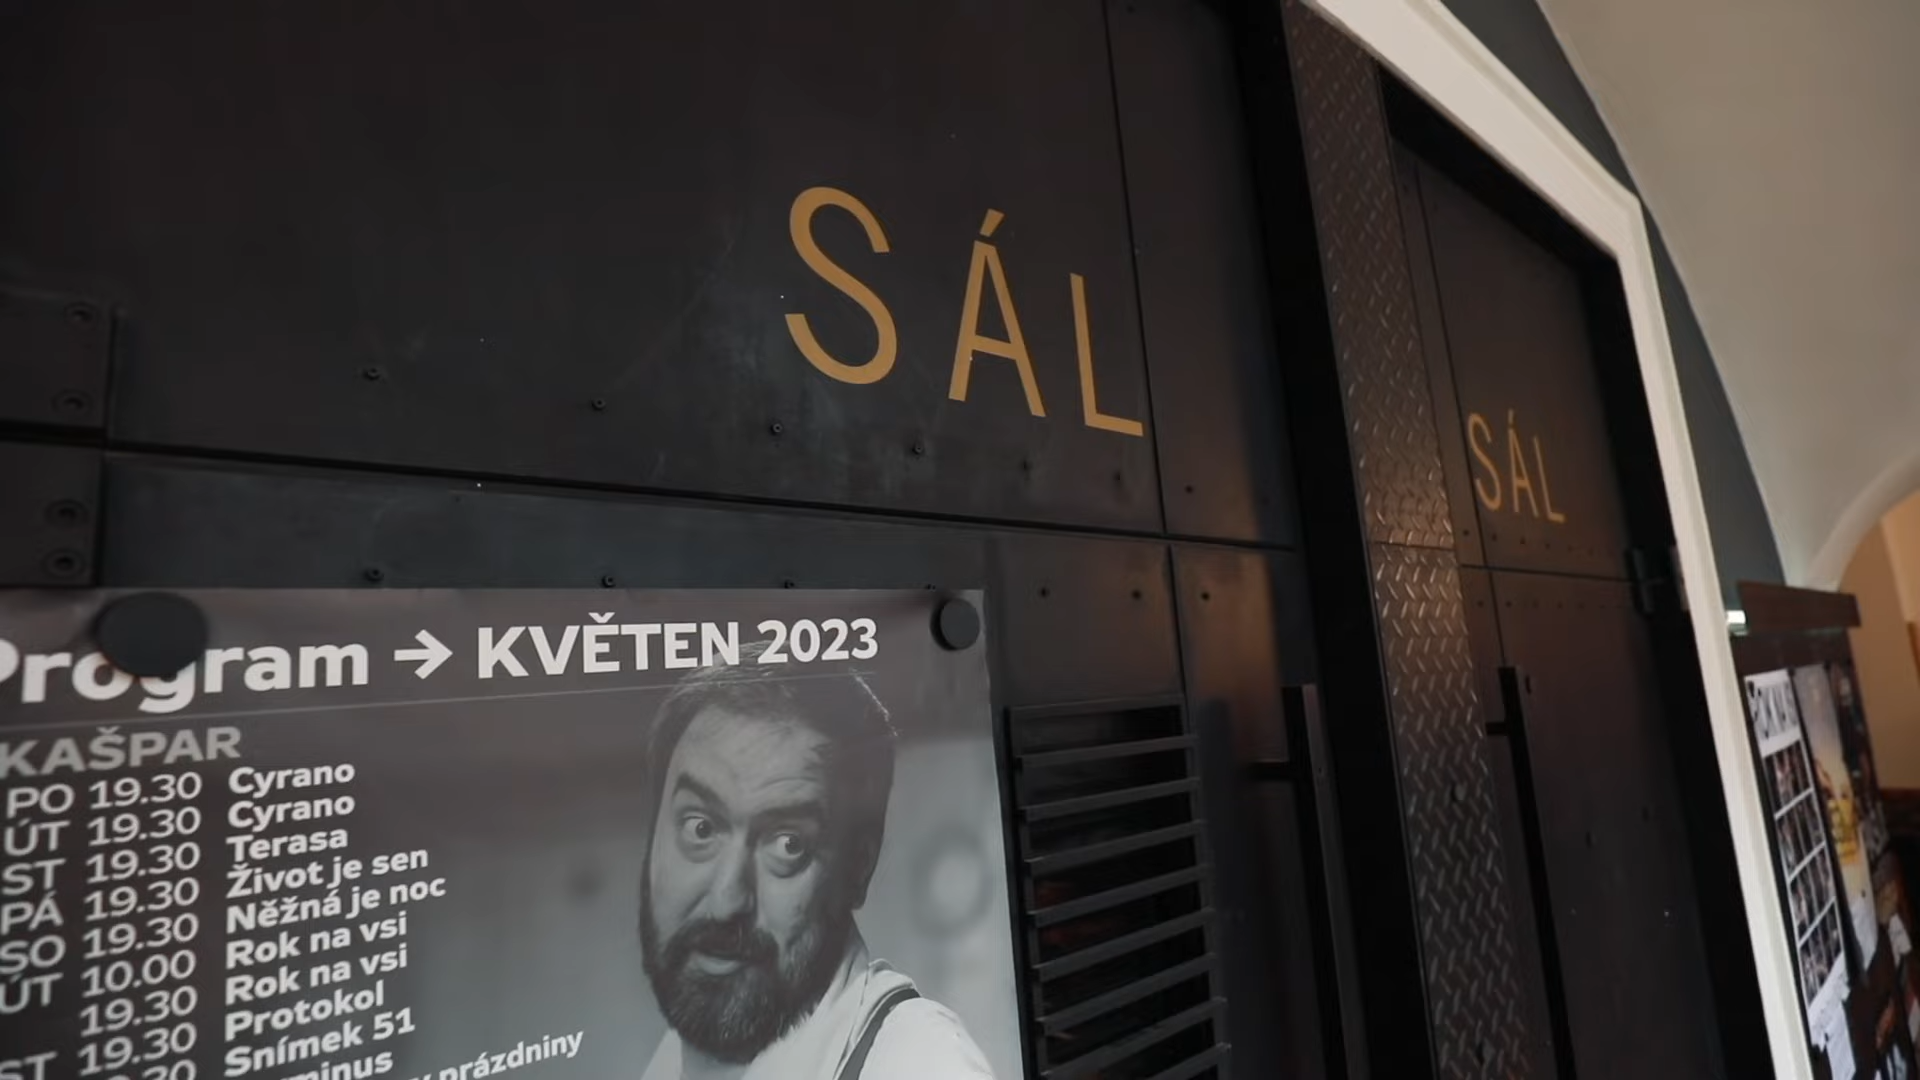 SÁL
SÁL
Program → KVĚTEN 2023
KAŠPAR
PO 19.30 Cyrano
ÚT 19.30 Cyrano
ST 19.30 Terasa
PÁ 19.30 Život je sen
SO 19.30 Něžná je noc
ÚT 10.00 Rok na vsi
19.30 Rok na vsi
ST 19.30 Protokol
Snímek 51
prázdniny